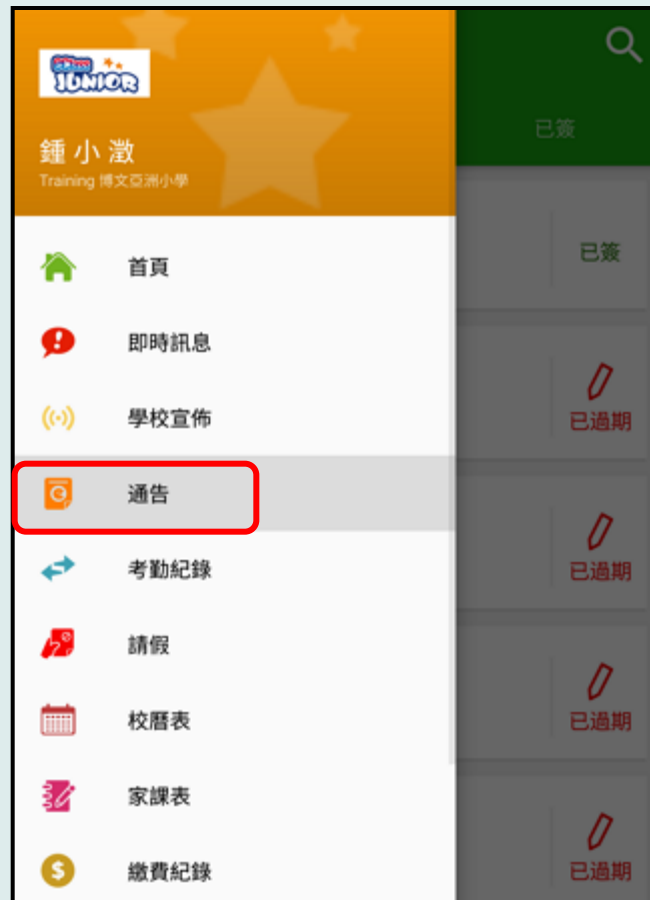 JUNIOR
鍾 小 澂
Training 博文亞洲小學
首頁
即時訊息
學校宣佈
通告
考勤紀錄
請假
校曆表
家課表
繳費紀錄
已簽
已簽
已過期
已過期
已過期
已過期